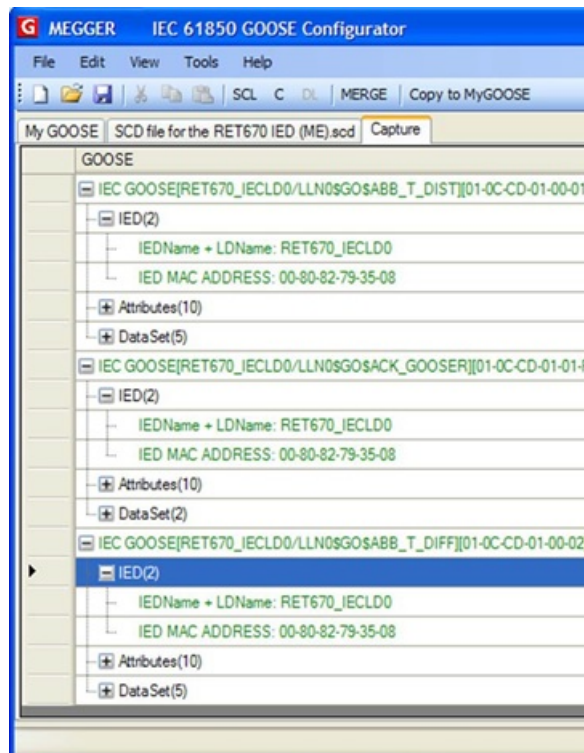 G MEGGER IEC 61850 GOOSE Configurator
File Edit View Tools Help
SCL C DL MERGE Copy to MyGOOSE
My GOOSE SCD file for the RET670 IED (ME).scd Capture
GOOSE
IEC GOOSE[RET670_IECLD0/LLN0$GO$ABB_T_DIST][01-0C-CD-01-00-01
IED(2)
IEDName + LDName: RET670_IECLD0
IED MAC ADDRESS: 00-80-82-79-35-08
Attributes(10)
DataSet(5)
IEC GOOSE[RET670_IECLD0/LLN0$GO$ACK_GOOSER][01-0C-CD-01-01-
IED(2)
IEDName + LDName: RET670_IECLD0
IED MAC ADDRESS: 00-80-82-79-35-08
Attributes(10)
DataSet(2)
IEC GOOSE[RET670_IECLD0/LLN0$GO$ABB_T_DIFF][01-0C-CD-01-00-02
IED(2)
IEDName + LDName: RET670_IECLD0
IED MAC ADDRESS: 00-80-82-79-35-08
Attributes(10)
DataSet(5)